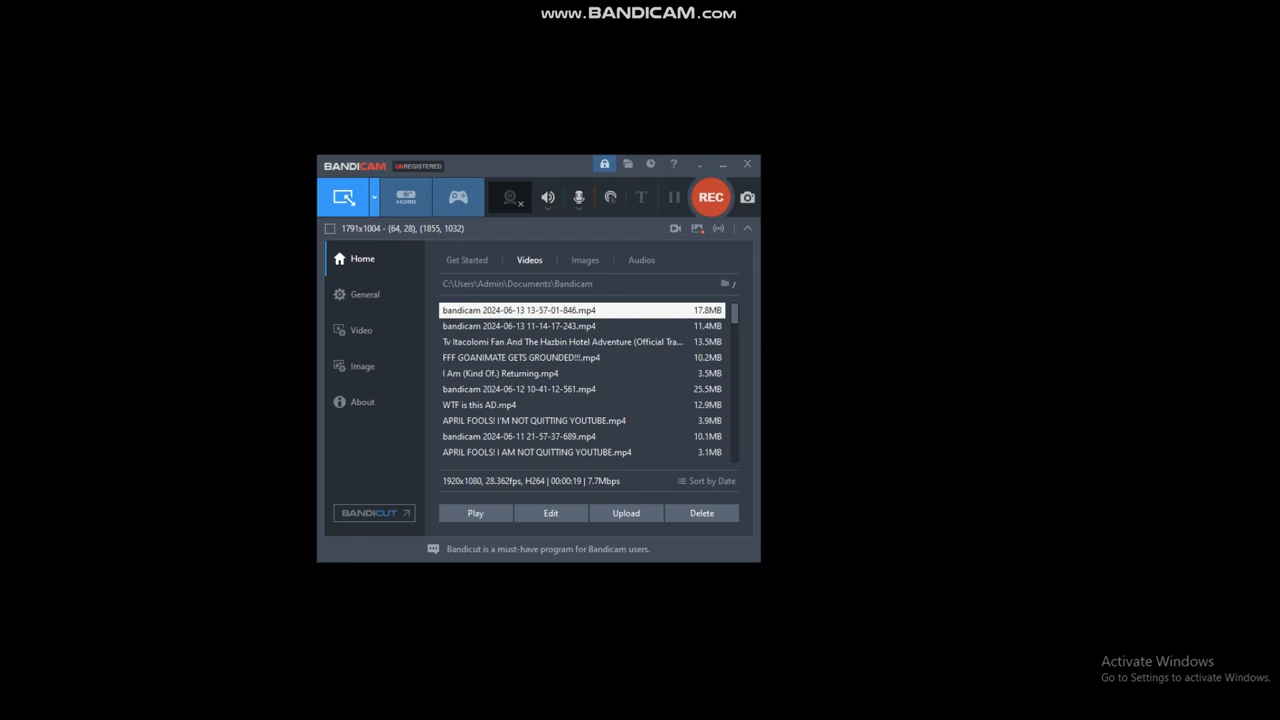 www.BANDICAM.com
BANDICAM UNREGISTERED
?
HDMI
T
REC
1791x1004 - (64, 28), (1855, 1032)
Home
General
Video
Image
About
BANDICUT
Get Started
Videos
Images
Audios
C:\Users\Admin\Documents\Bandicam
bandicam 2024-06-13 13-57-01-846.mp4 17.8MB
bandicam 2024-06-13 11-14-17-243.mp4 11.4MB
Tv Itacolomi Fan And The Hazbin Hotel Adventure (Official Tra... 13.5MB
FFF GOANIMATE GETS GROUNDED!!!.mp4 10.2MB
I Am (Kind Of.) Returning.mp4 3.5MB
bandicam 2024-06-12 10-41-12-561.mp4 25.5MB
WTF is this AD.mp4 12.9MB
APRIL FOOLS! I'M NOT QUITTING YOUTUBE.mp4 3.9MB
bandicam 2024-06-11 21-57-37-689.mp4 10.1MB
APRIL FOOLS! I AM NOT QUITTING YOUTUBE.mp4 3.1MB
1920x1080, 28.362fps, H264 | 00:00:19 | 7.7Mbps
Sort by Date
Play
Edit
Upload
Delete
Bandicut is a must-have program for Bandicam users.
Activate Windows
Go to Settings to activate Windows.